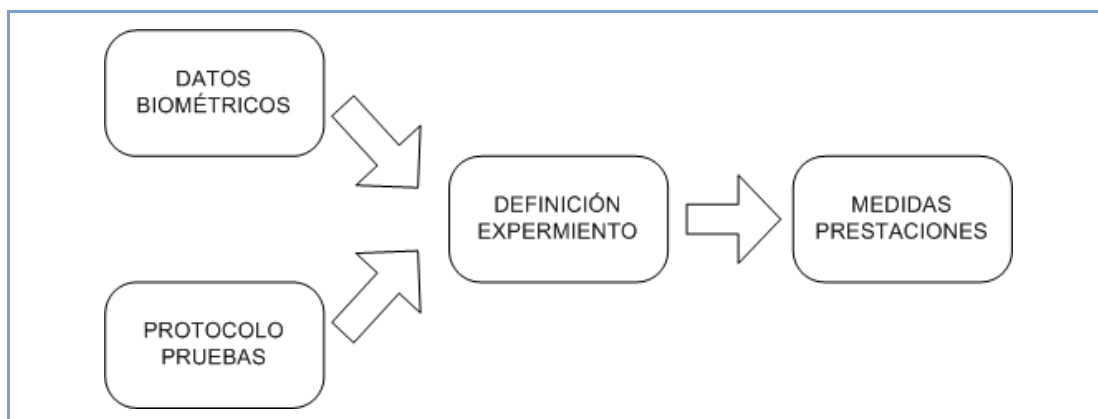 DATOS
BIOMÉTRICOS
PROTOCOLO
PRUEBAS
DEFINICIÓN
EXPERMIENTO
MEDIDAS
PRESTACIONES